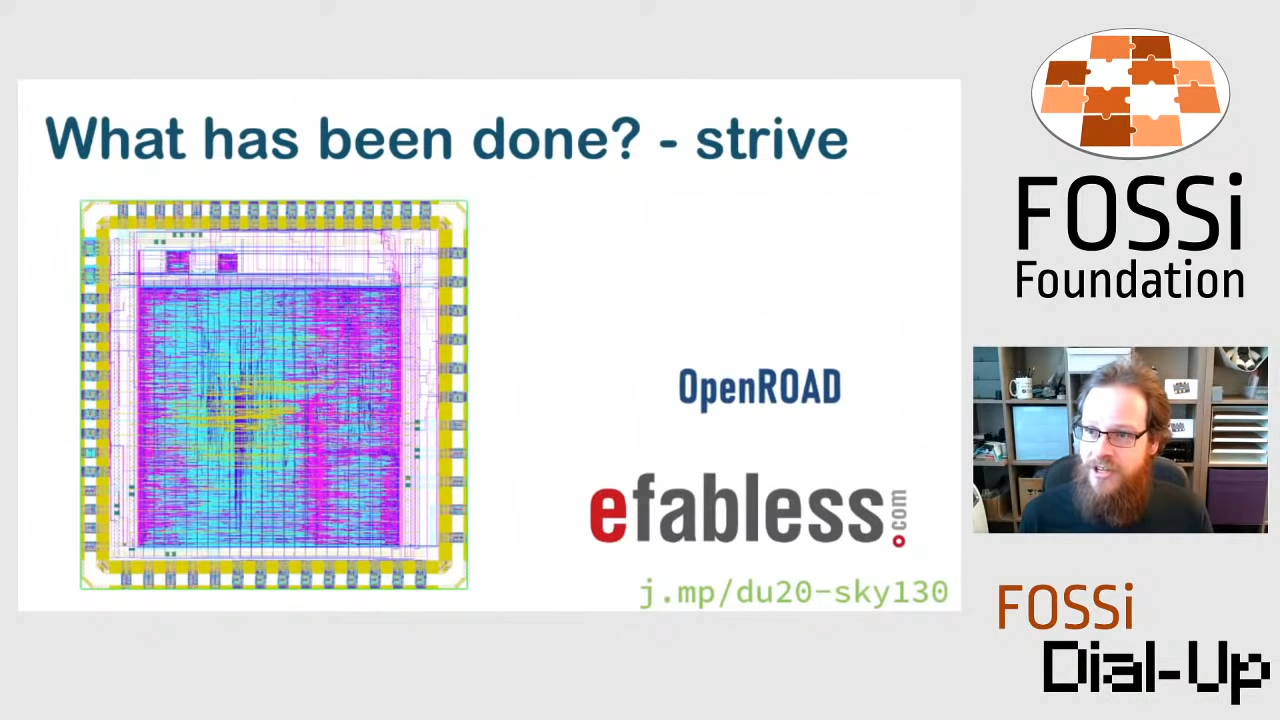 What has been done? - strive
OpenROAD
efabless.com
j.mp/du20-sky130
FOSSi
Foundation
FOSSi
Dial-Up